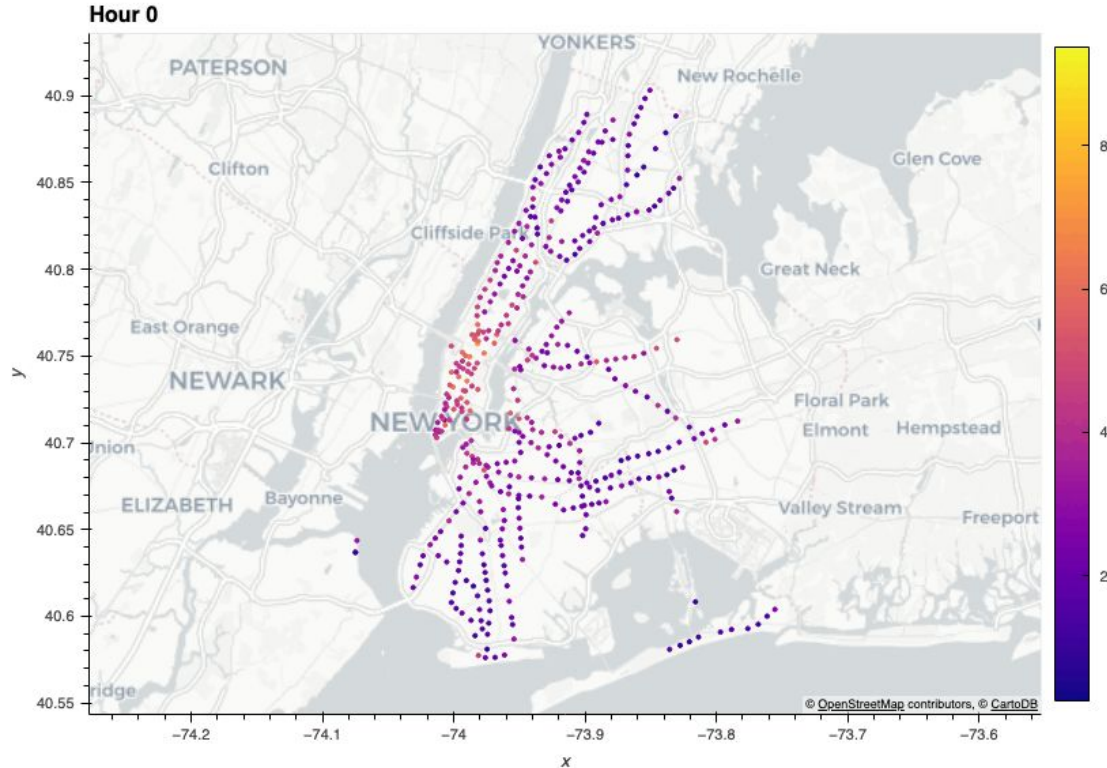 Hour 0
YONKERS
PATERSON
New Rochelle
40.9
8
Clifton
Glen Cove
40.85
Cliffside Park
40.8
Great Neck
6
East Orange
40.75
NEWARK
Floral Park
y
NEW YORK
Elmont
Hempstead
4
40.7
Union
ELIZABETH
Bayonne
Valley Stream
Freeport
40.65
2
40.6
ridge
40.55
© OpenStreetMap contributors, © CartoDB
−74.2
−74.1
−74
−73.9
−73.8
−73.7
−73.6
x